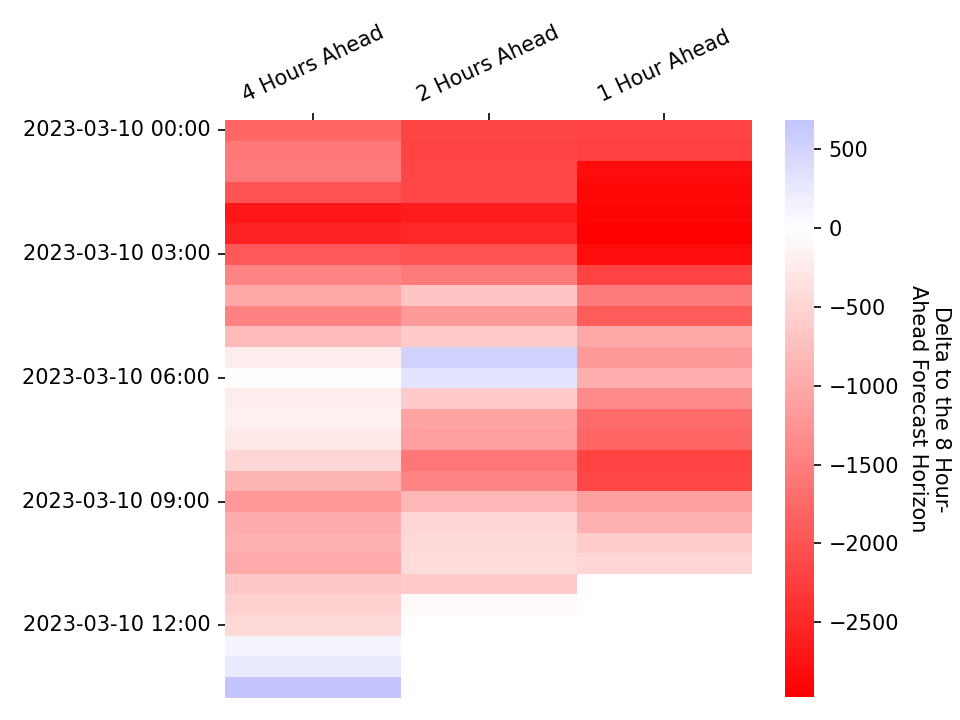 4 Hours Ahead
2 Hours Ahead
1 Hour Ahead
2023-03-10 00:00
2023-03-10 03:00
2023-03-10 06:00
2023-03-10 09:00
2023-03-10 12:00
500
0
−500
−1000
−1500
−2000
−2500
Delta to the 8 Hour-
Ahead Forecast Horizon